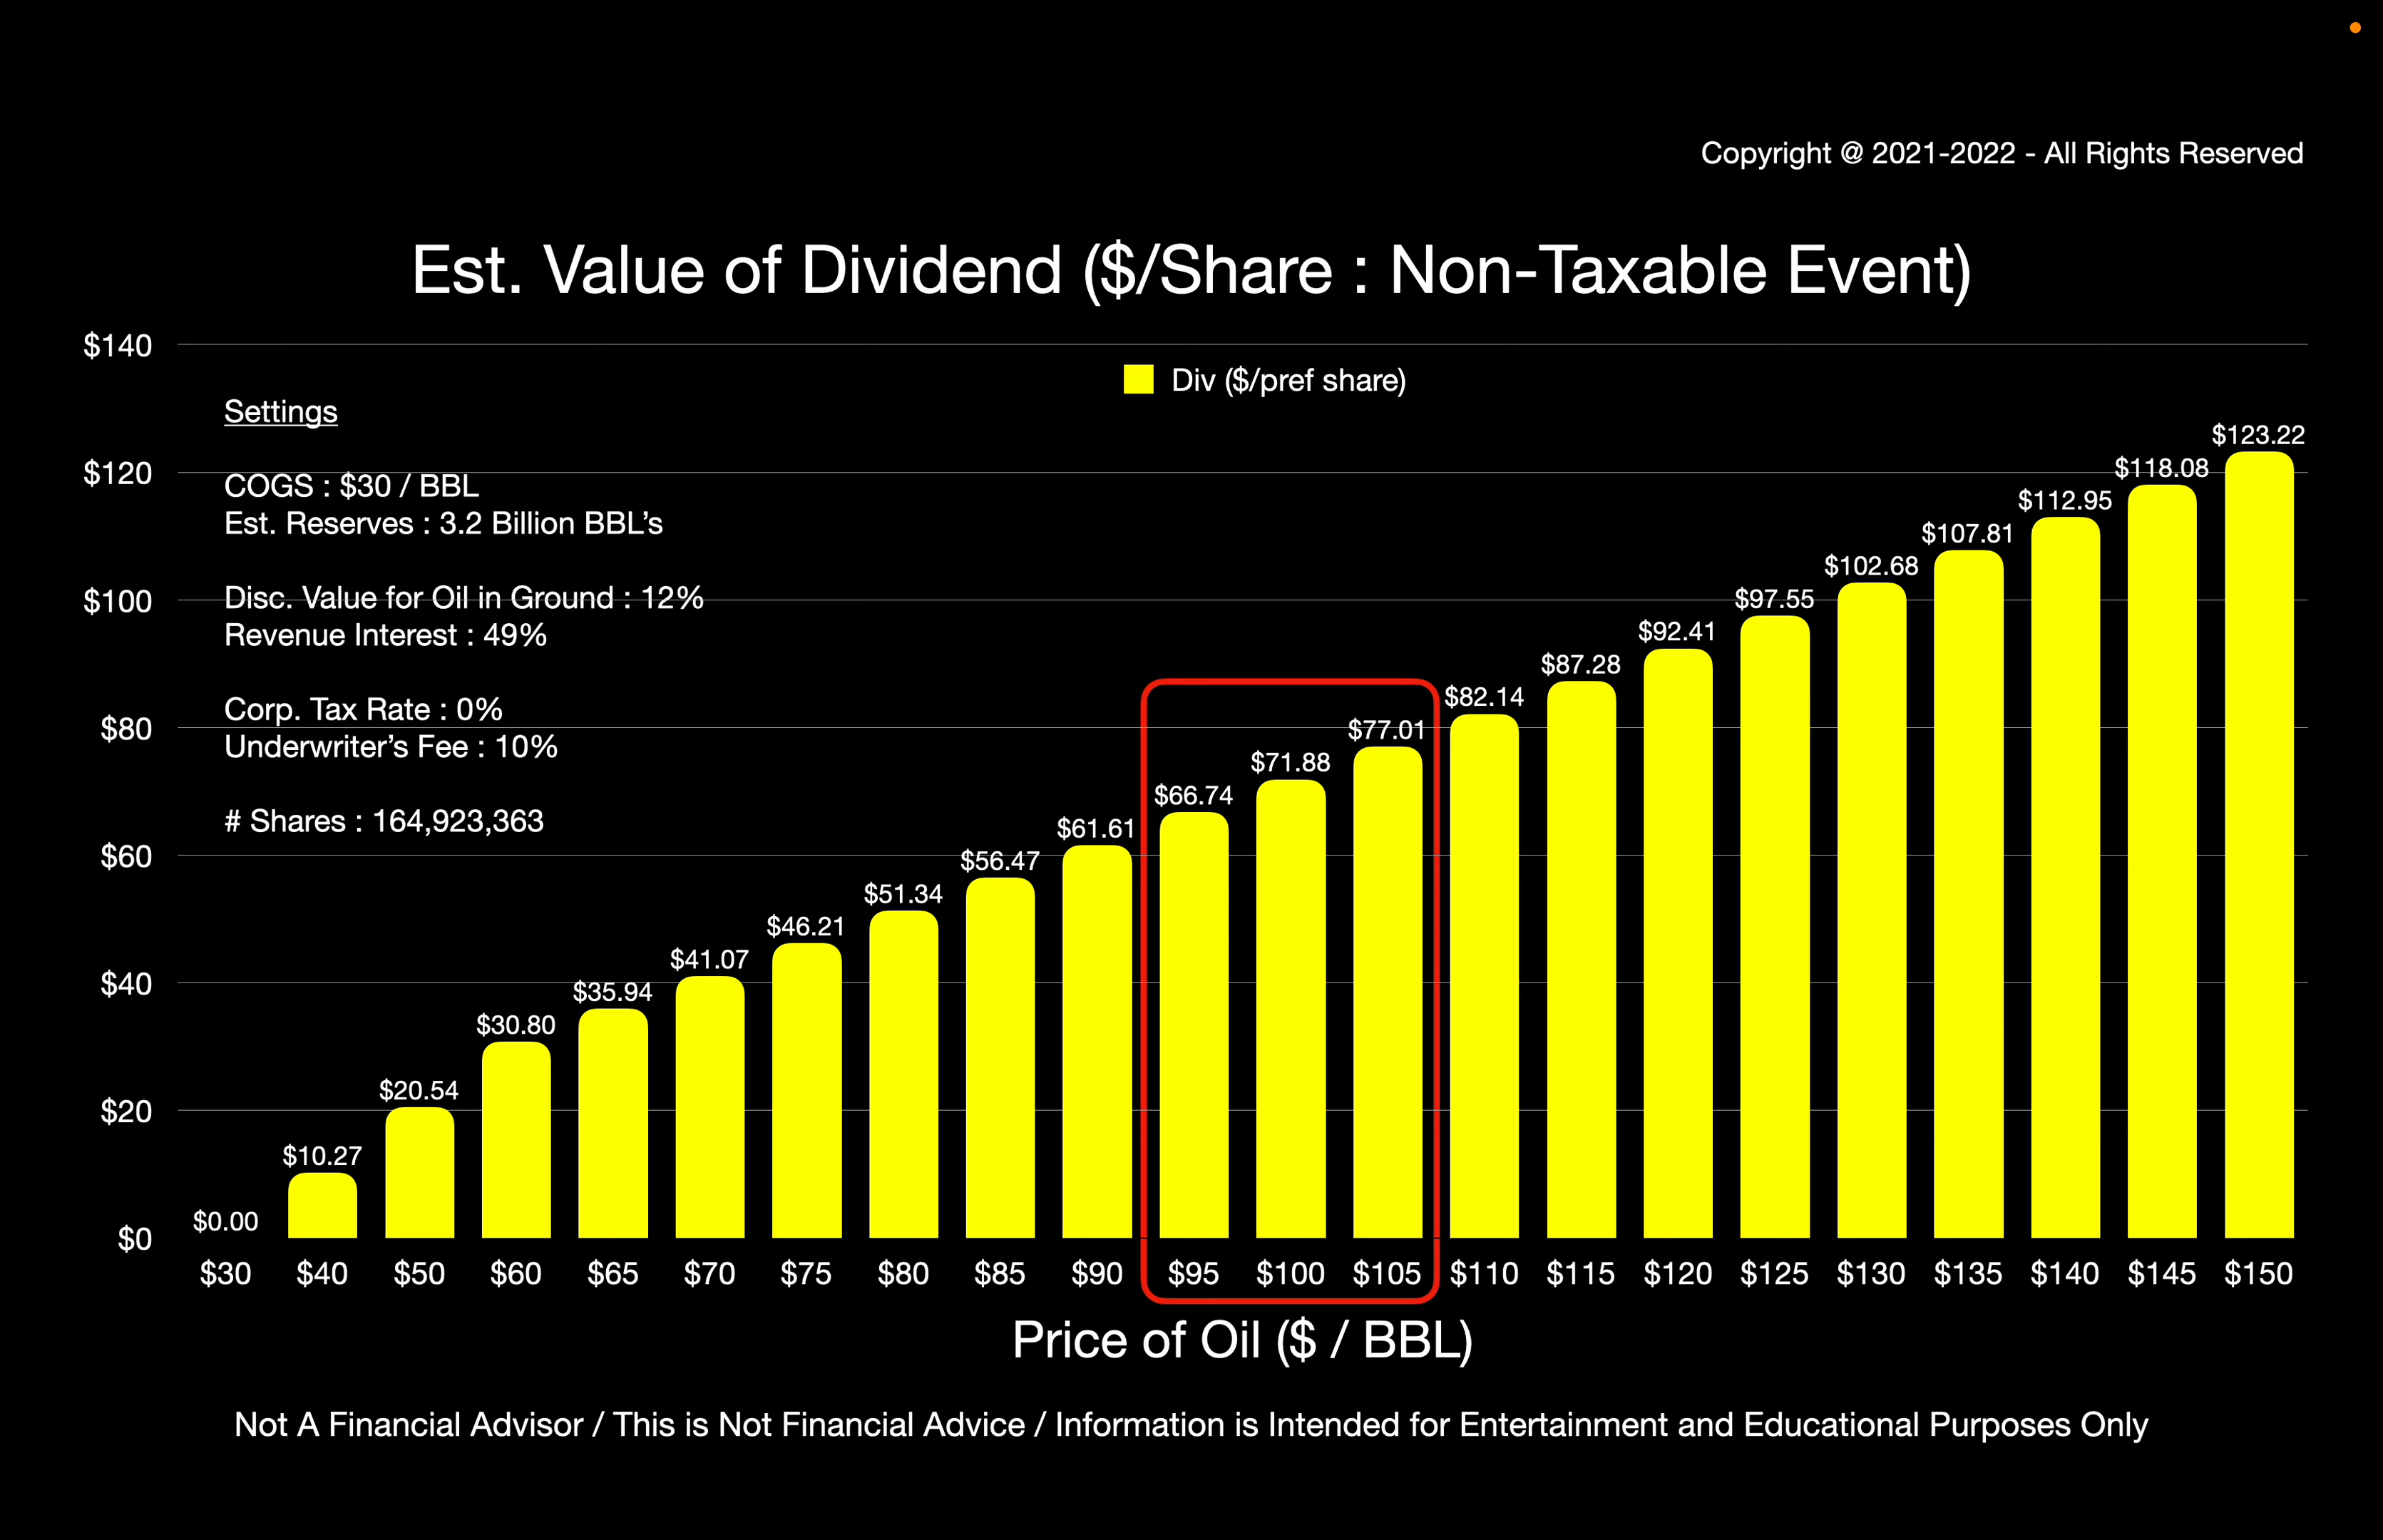 Copyright @ 2021-2022 - All Rights Reserved
Est. Value of Dividend ($/Share : Non-Taxable Event)
$140
Div ($/pref share)
Settings
$120
COGS : $30 / BBL
Est. Reserves : 3.2 Billion BBL's
$100
Disc. Value for Oil in Ground : 12%
Revenue Interest : 49%
$80
Corp. Tax Rate : 0%
Underwriter's Fee : 10%
# Shares : 164,923,363
$60
$40
$20
$0
$0.00
$10.27
$20.54
$30.80
$35.94
$41.07
$46.21
$51.34
$56.47
$61.61
$66.74
$71.88
$77.01
$82.14
$87.28
$92.41
$97.55
$102.68
$107.81
$112.95
$118.08
$123.22
$30 $40 $50 $60 $65 $70 $75 $80 $85 $90 $95 $100 $105 $110 $115 $120 $125 $130 $135 $140 $145 $150
Price of Oil ($ / BBL)
Not A Financial Advisor / This is Not Financial Advice / Information is Intended for Entertainment and Educational Purposes Only